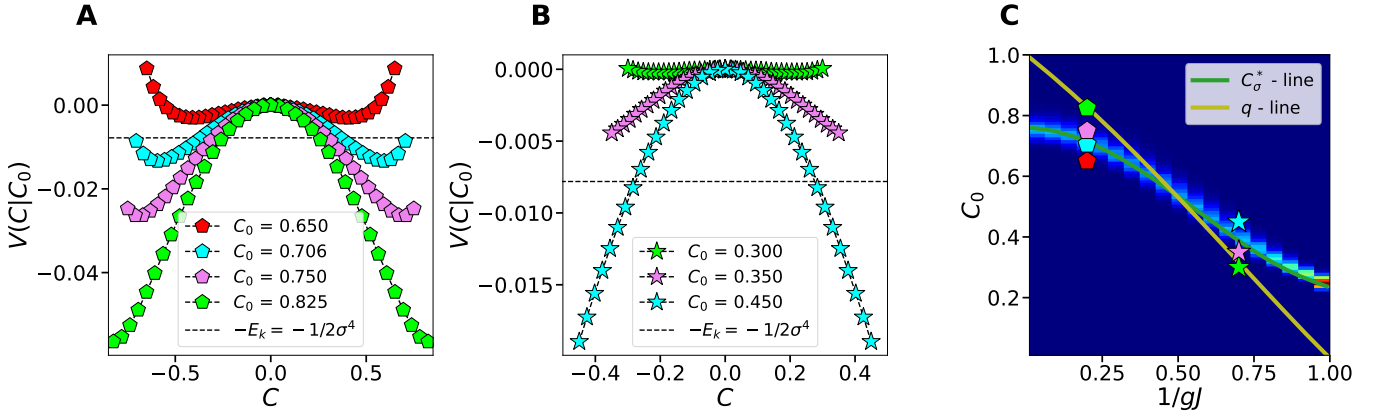 A
V(C|C₀)
0.00
−0.02
−0.04
C₀ = 0.650
C₀ = 0.706
C₀ = 0.750
C₀ = 0.825
−Eₖ = − 1/2σ⁴
−0.5
0.0
0.5
C
B
V(C|C₀)
0.000
−0.005
−0.010
−0.015
C₀ = 0.300
C₀ = 0.350
C₀ = 0.450
−Eₖ = − 1/2σ⁴
−0.4
−0.2
0.0
0.2
0.4
C
C
C₀
1.0
0.8
0.6
0.4
0.2
C*σ - line
q - line
0.25
0.50
0.75
1.00
1/gJ